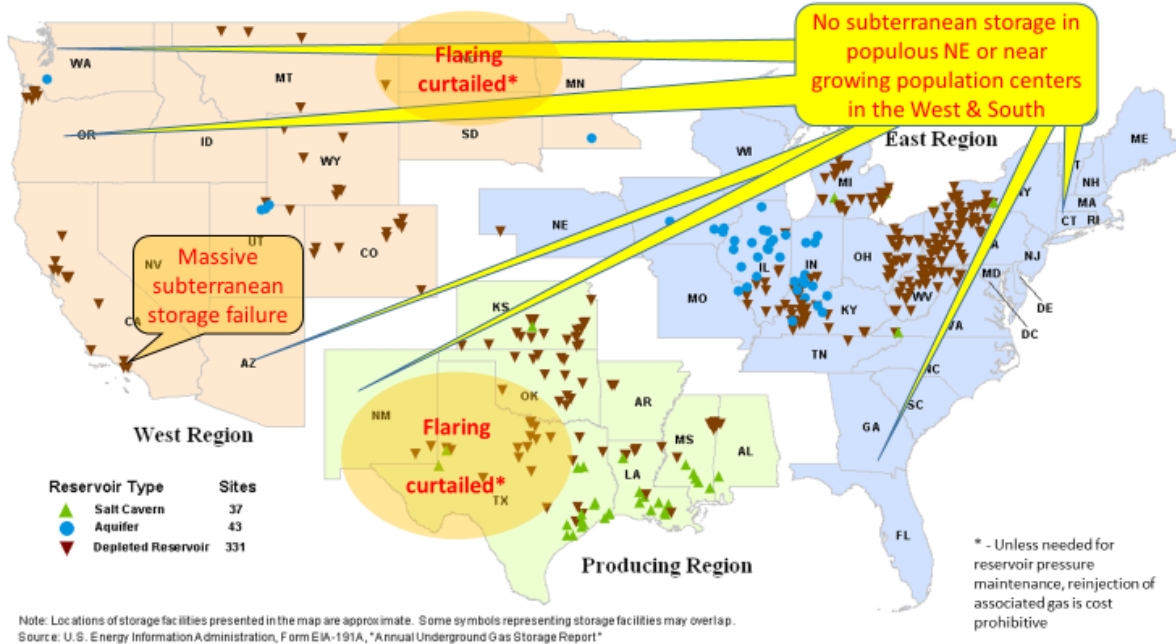 No subterranean storage in
populous NE or near
growing population centers
in the West & South
Flaring
curtailed*
WA
MT
MN
OR
ID
SD
WY
WI
East Region
ME
MI
NY
T
NH
MA
CT RI
NE
NV
UT
CO
IL
IN
OH
A
NJ
MD
DE
DC
WV
VA
Massive
subterranean
storage failure
CA
KS
MO
KY
AZ
TN
NC
SC
NM
OK
AR
Flaring
curtailed*
TX
MS
AL
LA
GA
FL
West Region
Producing Region
Reservoir Type Sites
Salt Cavern 37
Aquifer 43
Depleted Reservoir 331
* - Unless needed for
reservoir pressure
maintenance, reinjection of
associated gas is cost
prohibitive
Note: Locations of storage facilities presented in the map are approximate. Some symbols representing storage facilities may overlap.
Source: U.S. Energy Information Administration, Form EIA-191A, "Annual Underground Gas Storage Report"